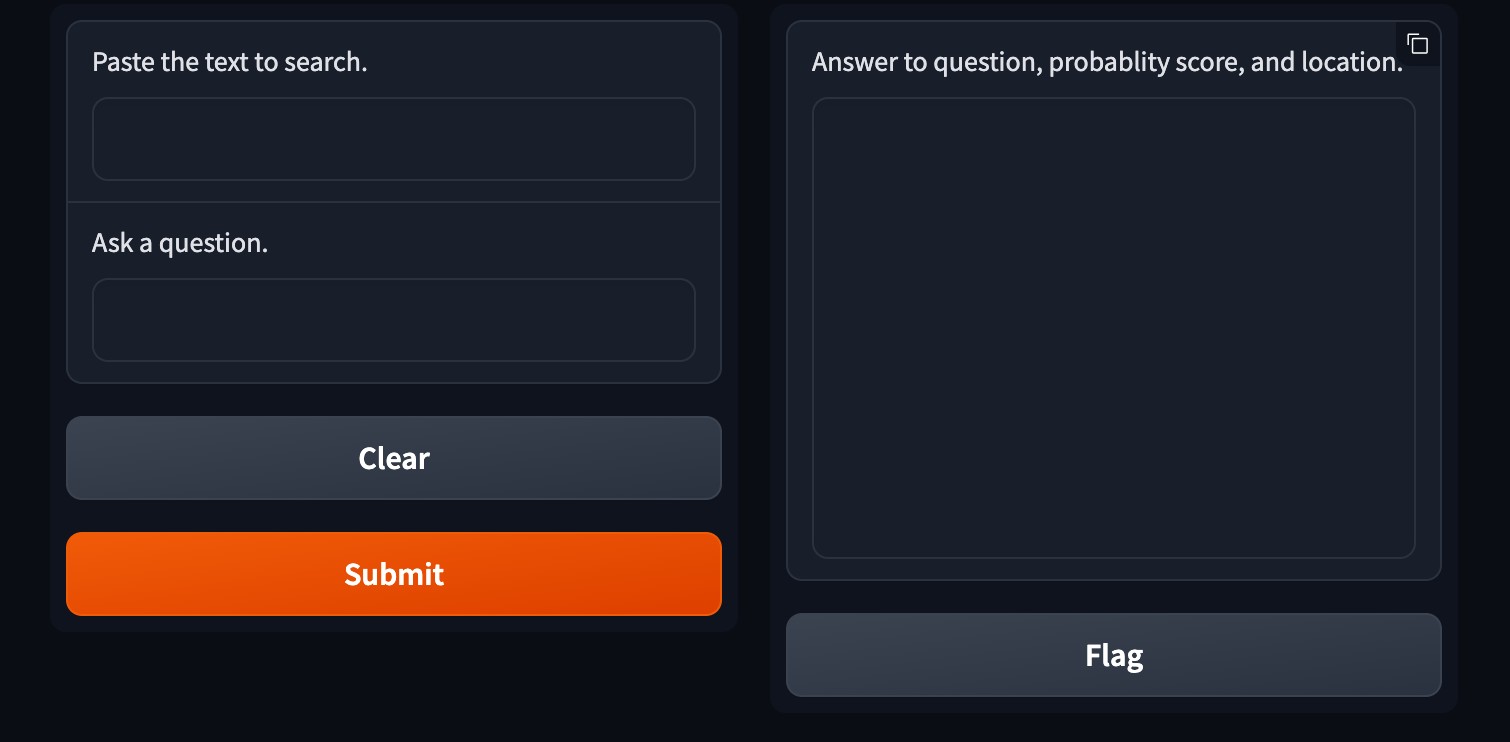 Paste the text to search.
Ask a question.
Clear
Submit
Answer to question, probablity score, and location.
Flag